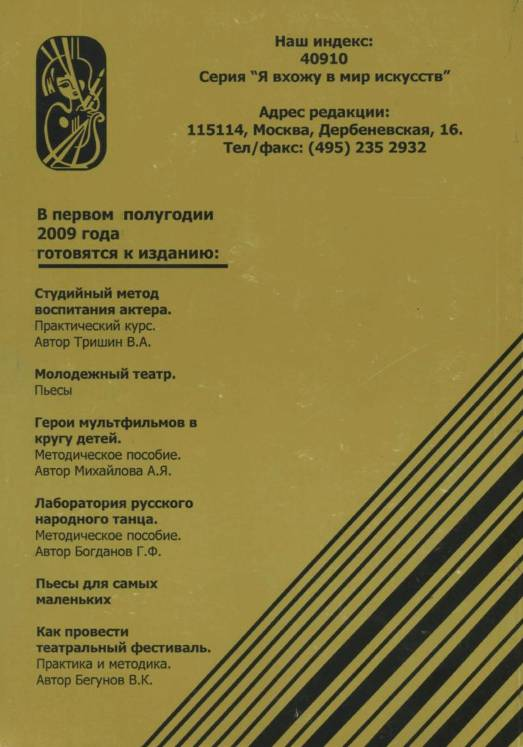 Наш индекс:
40910
Серия "Я вхожу в мир искусств"
Адрес редакции:
115114, Москва, Дербеневская, 16.
Тел/факс: (495) 235 2932
В первом полугодии
2009 года
готовятся к изданию:
Студийный метод
воспитания актера.
Практический курс.
Автор Тришин В.А.
Молодежный театр.
Пьесы
Герои мультфильмов в
кругу детей.
Методическое пособие.
Автор Михайлова А.Я.
Лаборатория русского
народного танца.
Методическое пособие.
Автор Богданов Г.Ф.
Пьесы для самых
маленьких
Как провести
театральный фестиваль.
Практика и методика.
Автор Бегунов В.К.